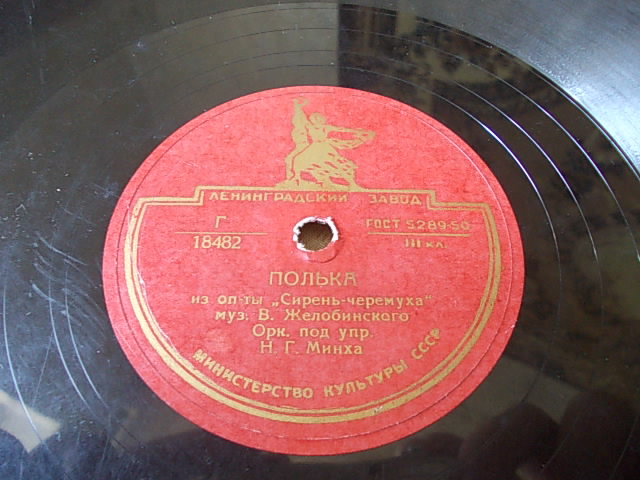 ЛЕНИНГРАДСКИЙ ЗАВОД
Г
18482
ГОСТ 5289-50
III кл.
ПОЛЬКА
из оп-ты „Сирень-черемуха"
муз. В. Желобинского
Орк. под упр.
Н. Г. Минха
МИНИСТЕРСТВО КУЛЬТУРЫ СССР